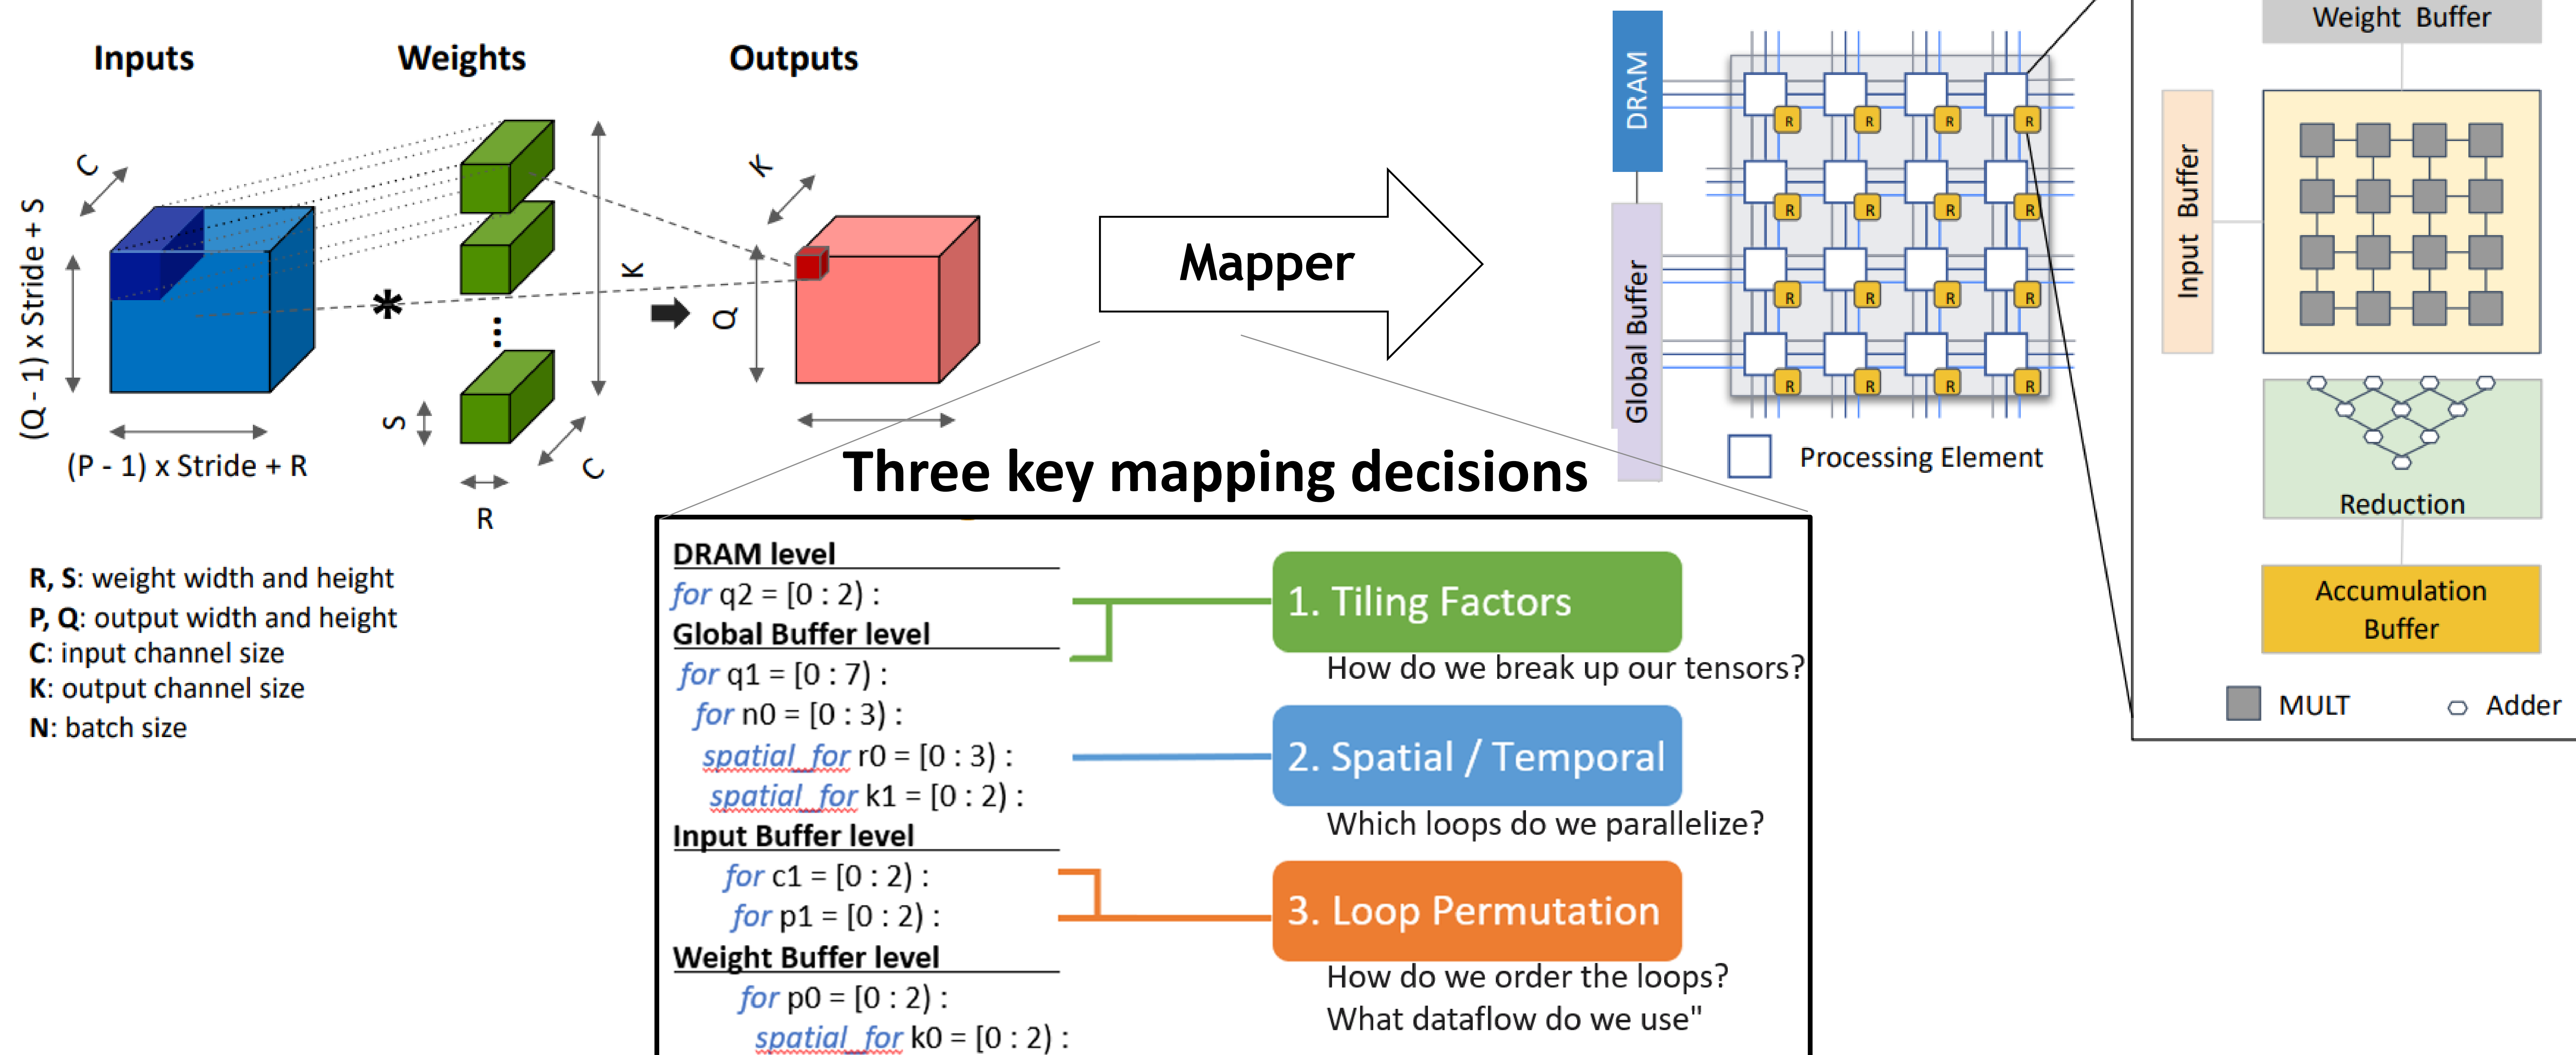 Inputs
Weights
Outputs
C
(Q - 1) x Stride + S
(P - 1) x Stride + R
*
...
K
S
R
C
K
Q
R, S: weight width and height
P, Q: output width and height
C: input channel size
K: output channel size
N: batch size
Mapper
Three key mapping decisions
DRAM level
for q2 = [0 : 2) :
Global Buffer level
for q1 = [0 : 7) :
for n0 = [0 : 3) :
spatial_for r0 = [0 : 3) :
spatial_for k1 = [0 : 2) :
Input Buffer level
for c1 = [0 : 2) :
for p1 = [0 : 2) :
Weight Buffer level
for p0 = [0 : 2) :
spatial_for k0 = [0 : 2) :
1. Tiling Factors
How do we break up our tensors?
2. Spatial / Temporal
Which loops do we parallelize?
3. Loop Permutation
How do we order the loops?
What dataflow do we use"
DRAM
Global Buffer
R R R R
R R R R
R R R R
R R R R
Processing Element
Weight Buffer
Input Buffer
Reduction
Accumulation
Buffer
MULT
Adder